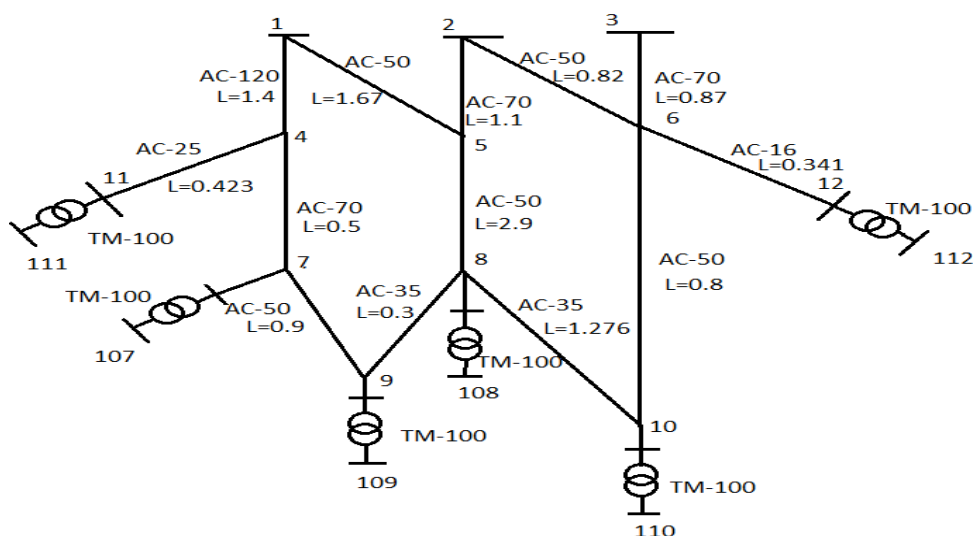 1
2
3
AC-120
L=1.4
AC-50
L=1.67
AC-70
L=1.1
AC-50
L=0.82
AC-70
L=0.87
4
5
6
AC-25
L=0.423
11
TM-100
111
AC-70
L=0.5
AC-50
L=2.9
AC-16
L=0.341
12
TM-100
112
7
8
TM-100
AC-50
L=0.9
107
AC-35
L=0.3
AC-35
L=1.276
AC-50
L=0.8
TM-100
108
9
TM-100
109
10
TM-100
110